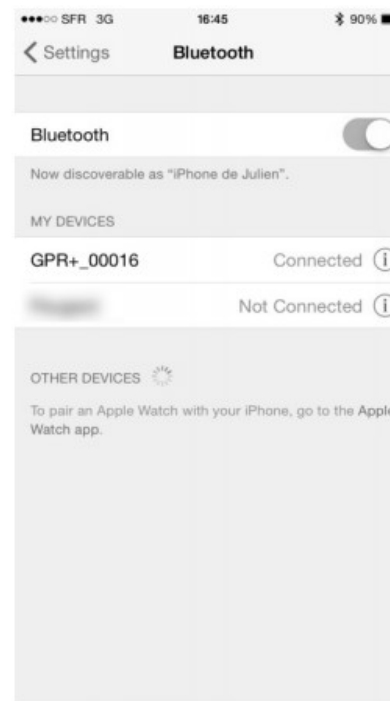 ●●●○○ SFR 3G 16:45 90%
Settings Bluetooth
Bluetooth
Now discoverable as “iPhone de Julien”.
MY DEVICES
GPR+_00016 Connected
Not Connected
OTHER DEVICES
To pair an Apple Watch with your iPhone, go to the Apple
Watch app.